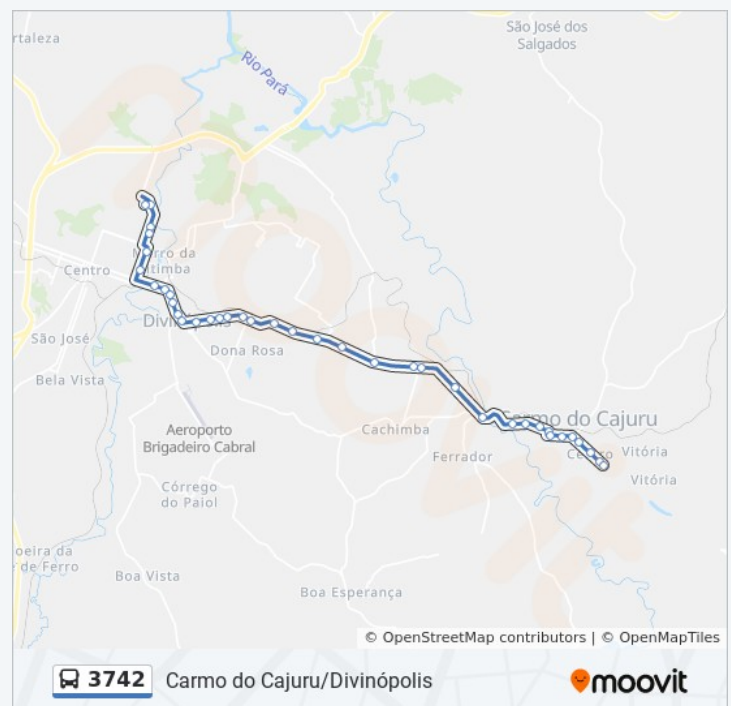 São José dos
Salgados
rtaleza
Rio Pará
Morro da
Gutimba
Centro
Divinópolis
São José
Dona Rosa
Bela Vista
Aeroporto
Brigadeiro Cabral
Cachimba
Carmo do Cajuru
Centro
Vitória
Ferrador
Vitória
Córrego
do Paiol
oeira da
e de Ferro
Boa Vista
Boa Esperança
© OpenStreetMap contributors | © OpenMapTiles
3742 Carmo do Cajuru/Divinópolis
moovit